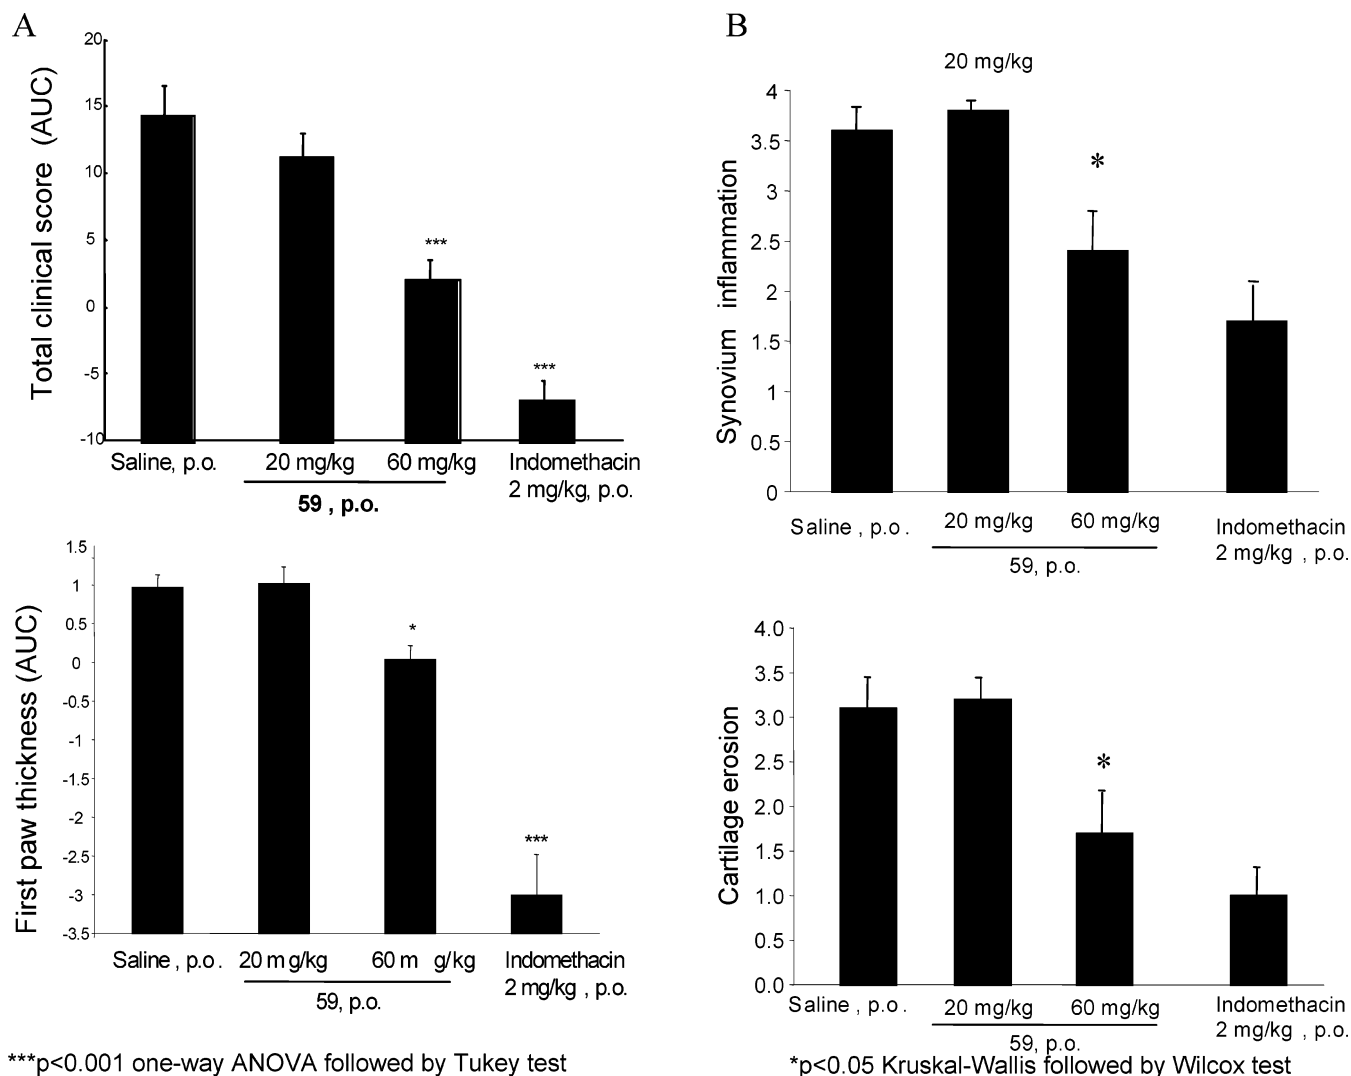 A
Total clinical score (AUC)
20
15
10
5
0
-5
-10
***
***
Saline, p.o.
20 mg/kg
60 mg/kg
Indomethacin
2 mg/kg, p.o.
59 , p.o.
First paw thickness (AUC)
1.5
1
0.5
0
-0.5
-1
-1.5
-2
-2.5
-3
-3.5
*
***
Saline , p.o.
20 m g/kg
60 m g/kg
Indomethacin
2 mg/kg , p.o.
59, p.o.
***p<0.001 one-way ANOVA followed by Tukey test
B
20 mg/kg
Synovium inflammation
4
3.5
3
2.5
2
1.5
1
0.5
0
*
Saline , p.o.
20 mg/kg
60 mg/kg
Indomethacin
2 mg/kg , p.o.
59, p.o.
Cartilage erosion
4.0
3.5
3.0
2.5
2.0
1.5
1.0
0.5
0.0
*
Saline , p.o.
20 mg/kg
60 mg/kg
Indomethacin
2 mg/kg , p.o.
59, p.o.
*p<0.05 Kruskal-Wallis followed by Wilcox test